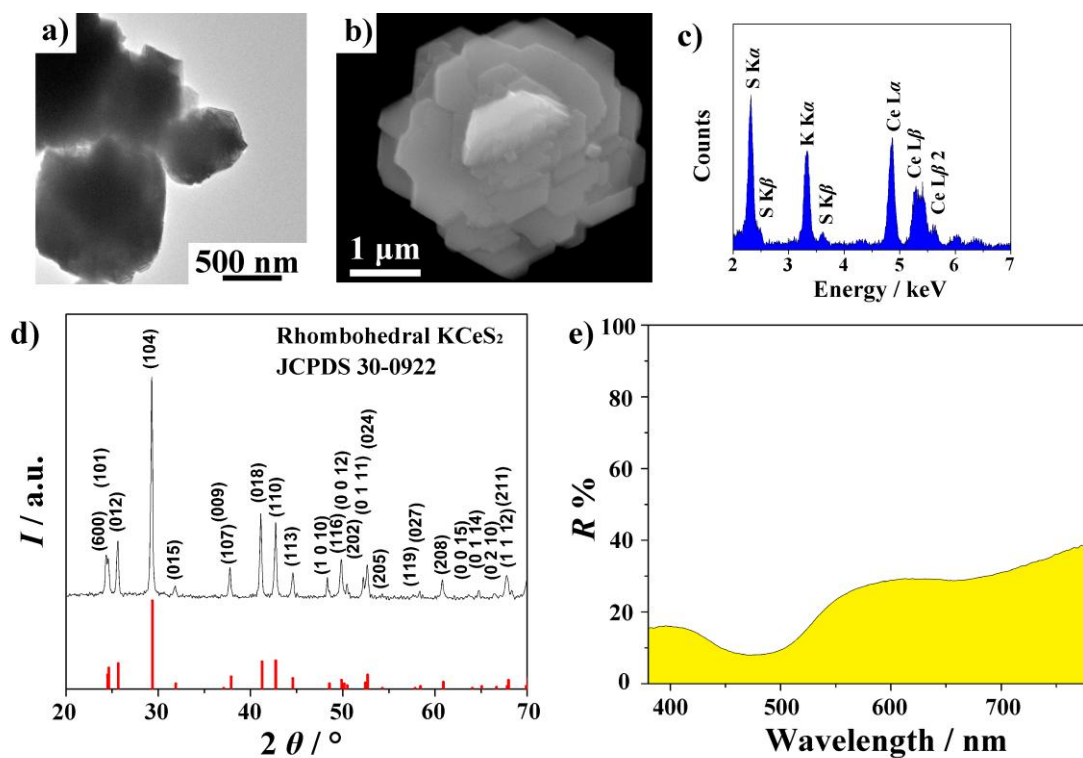 a)
500 nm
b)
1 μm
c)
Counts
S Kα
S Kβ
K Kα
S Kβ
Ce Lα
Ce Lβ
Ce Lβ 2
2 3 4 5 6 7
Energy / keV
d)
Rhombohedral KCeS₂
JCPDS 30-0922
I / a.u.
(600)
(101)
(012)
(104)
(015)
(107)
(009)
(018)
(110)
(113)
(1 0 10)
(116)
(0 0 12)
(202)
(0 1 11)
(024)
(205)
(119)
(027)
(208)
(0 0 15)
(0 1 14)
(0 2 10)
(1 1 12)
(211)
20 30 40 50 60 70
2 θ / °
e)
R %
100
80
60
40
20
0
400 500 600 700
Wavelength / nm